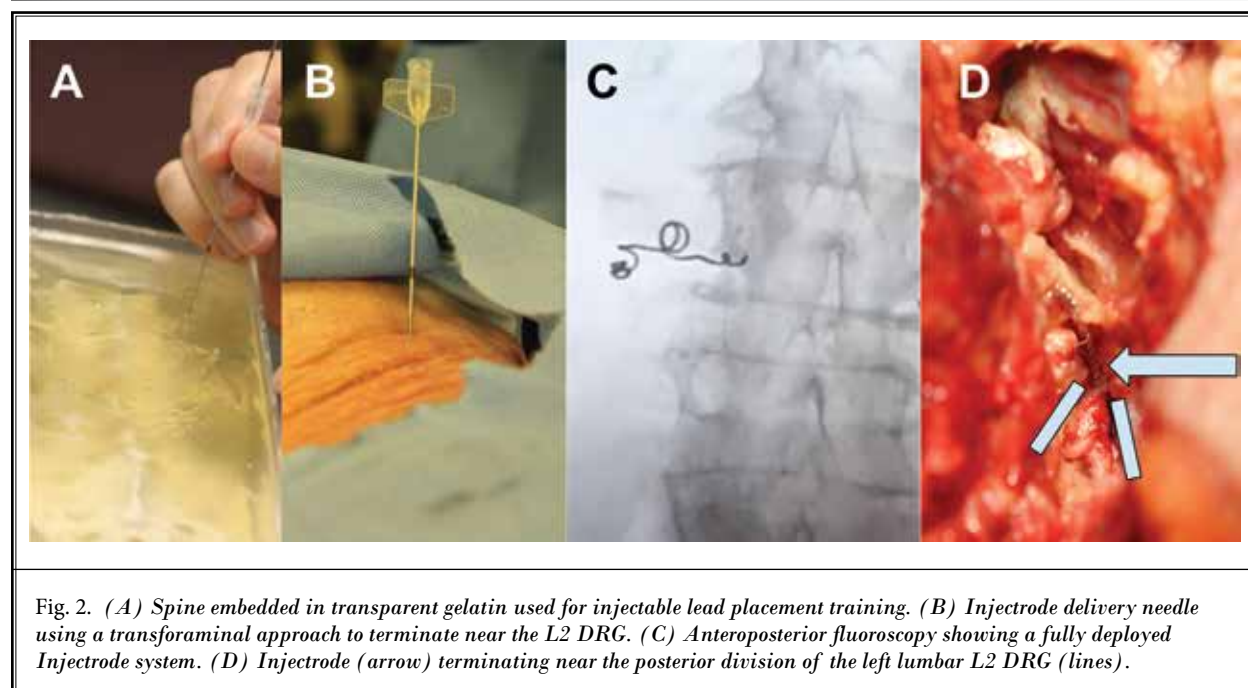 A B C D
Fig. 2. (A) Spine embedded in transparent gelatin used for injectable lead placement training. (B) Injectrode delivery needle
using a transforaminal approach to terminate near the L2 DRG. (C) Anteroposterior fluoroscopy showing a fully deployed
Injectrode system. (D) Injectrode (arrow) terminating near the posterior division of the left lumbar L2 DRG (lines).